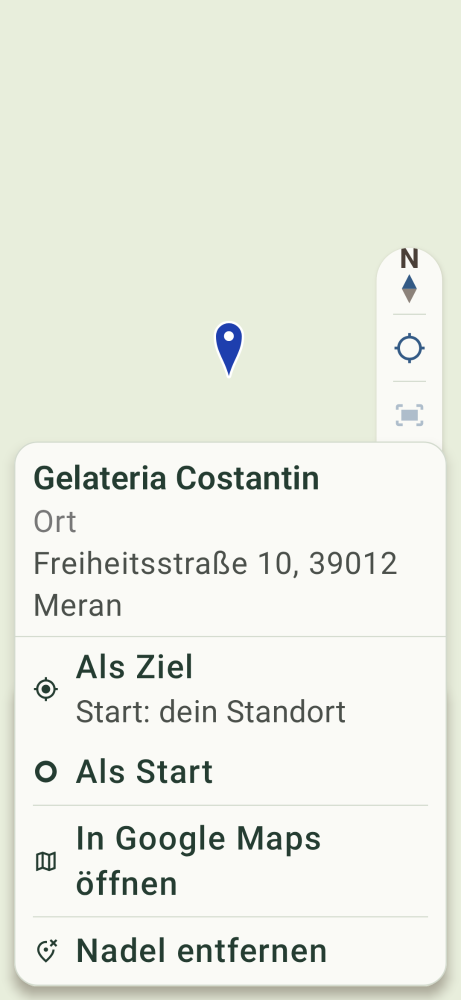 N
Gelateria Costantin
Ort
Freiheitsstraße 10, 39012
Meran
Als Ziel
Start: dein Standort
Als Start
In Google Maps
öffnen
Nadel entfernen